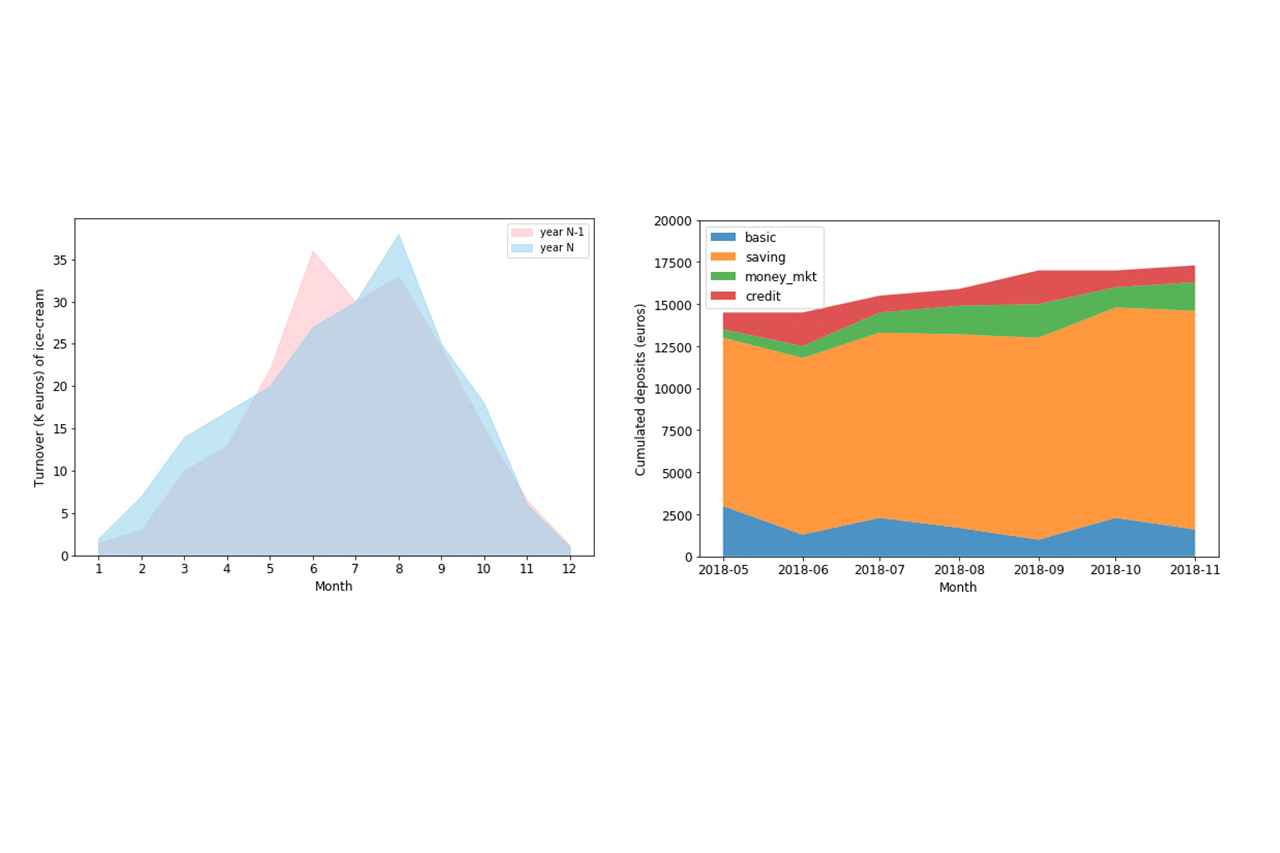 year N-1
year N
35
30
25
20
15
10
5
0
Turnover (K euros) of ice-cream
1 2 3 4 5 6 7 8 9 10 11 12
Month
basic
saving
money_mkt
credit
20000
17500
15000
12500
10000
7500
5000
2500
0
Cumulated deposits (euros)
2018-05 2018-06 2018-07 2018-08 2018-09 2018-10 2018-11
Month